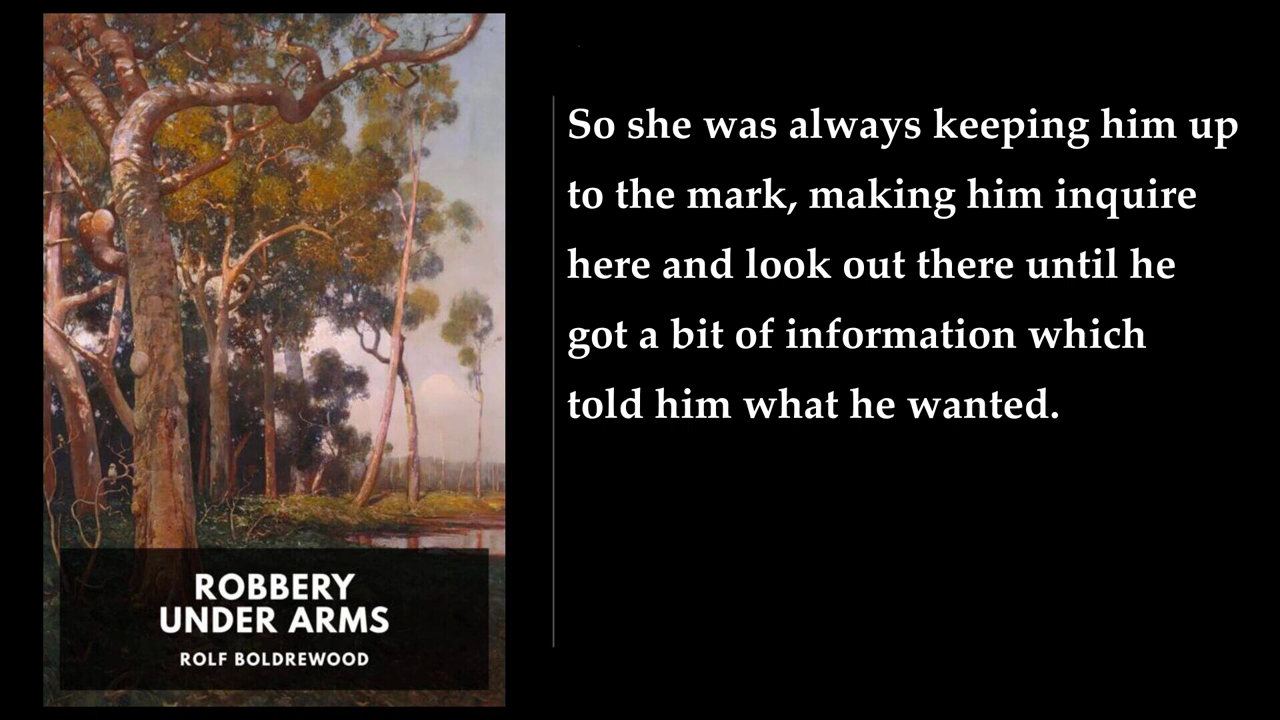 So she was always keeping him up
to the mark, making him inquire
here and look out there until he
got a bit of information which
told him what he wanted.
ROBBERY
UNDER ARMS
ROLF BOLDREWOOD